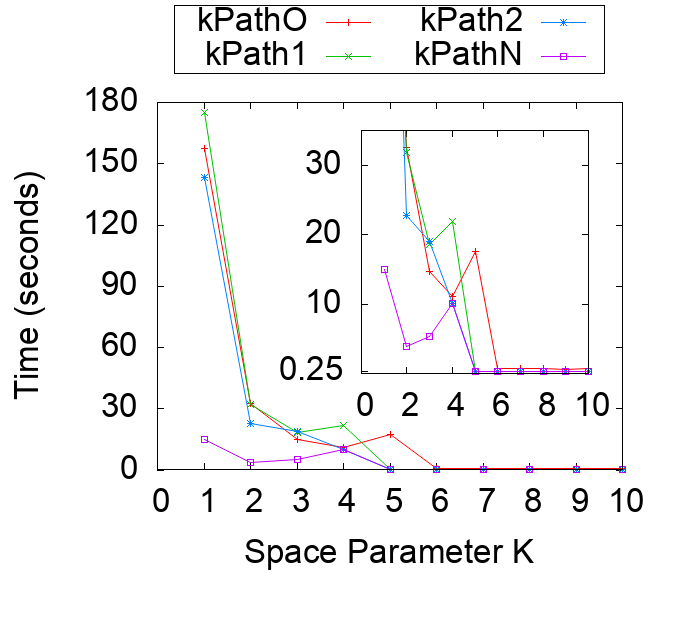 kPathO kPath2
kPath1 kPathN
Time (seconds)
180
150
120
90
60
30
0
0 1 2 3 4 5 6 7 8 9 10
Space Parameter K
30
20
10
0.25
0 2 4 6 8 10